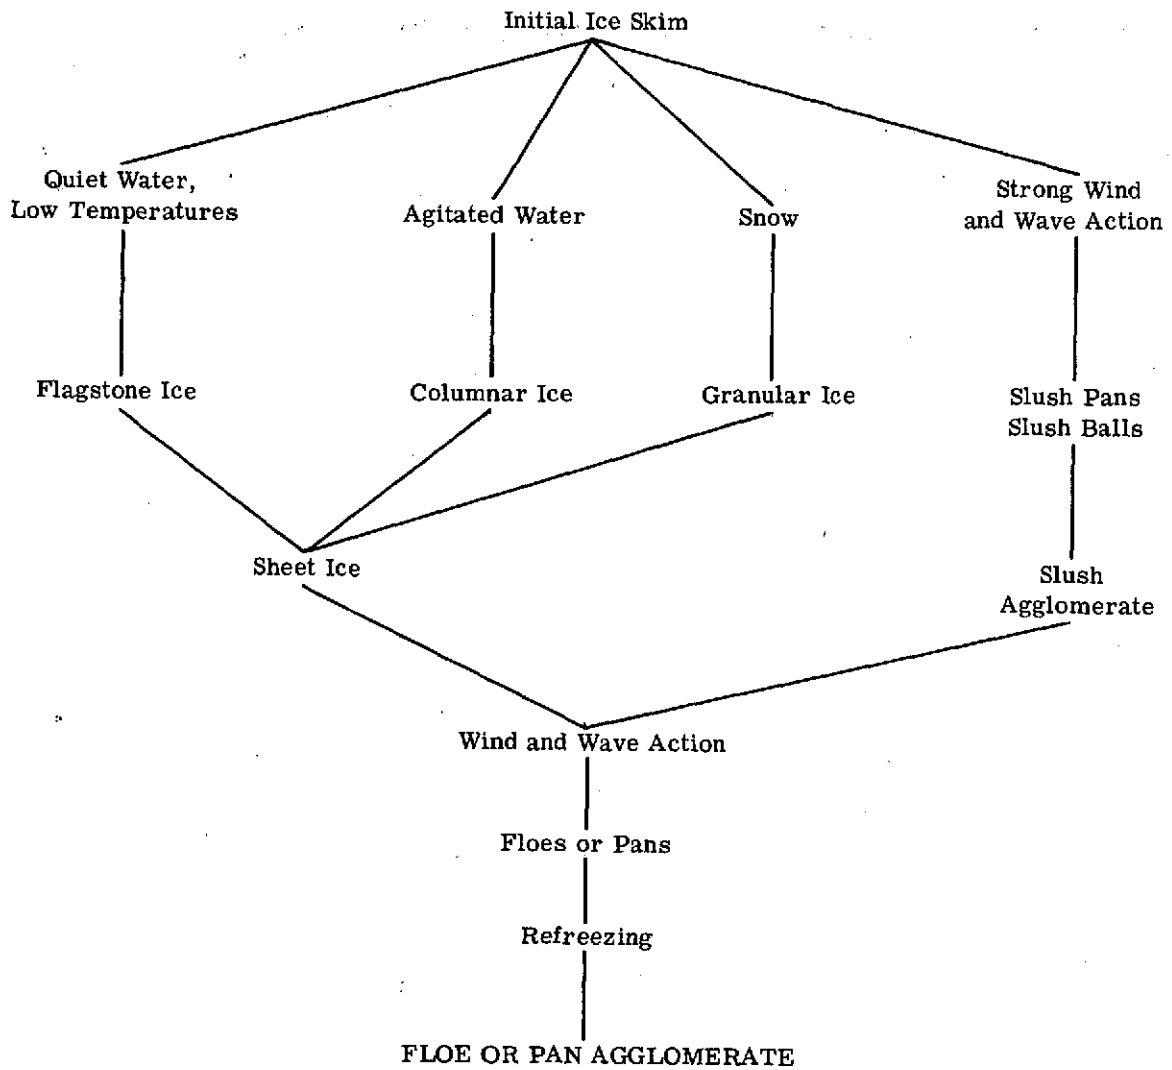 Initial Ice Skim
Quiet Water,
Low Temperatures
Agitated Water
Snow
Strong Wind
and Wave Action
Flagstone Ice
Columnar Ice
Granular Ice
Slush Pans
Slush Balls
Sheet Ice
Slush
Agglomerate
Wind and Wave Action
Floes or Pans
Refreezing
FLOE OR PAN AGGLOMERATE